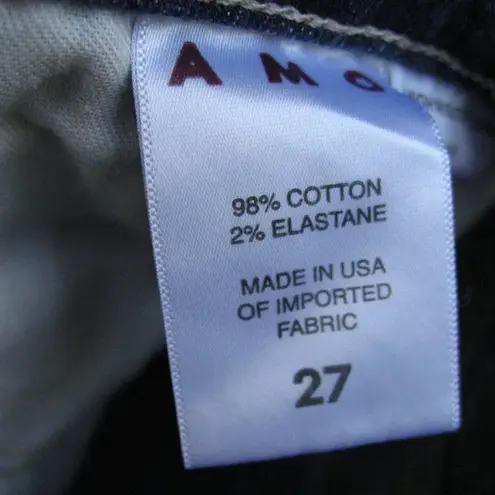 AMO
98% COTTON
2% ELASTANE
MADE IN USA
OF IMPORTED
FABRIC
27